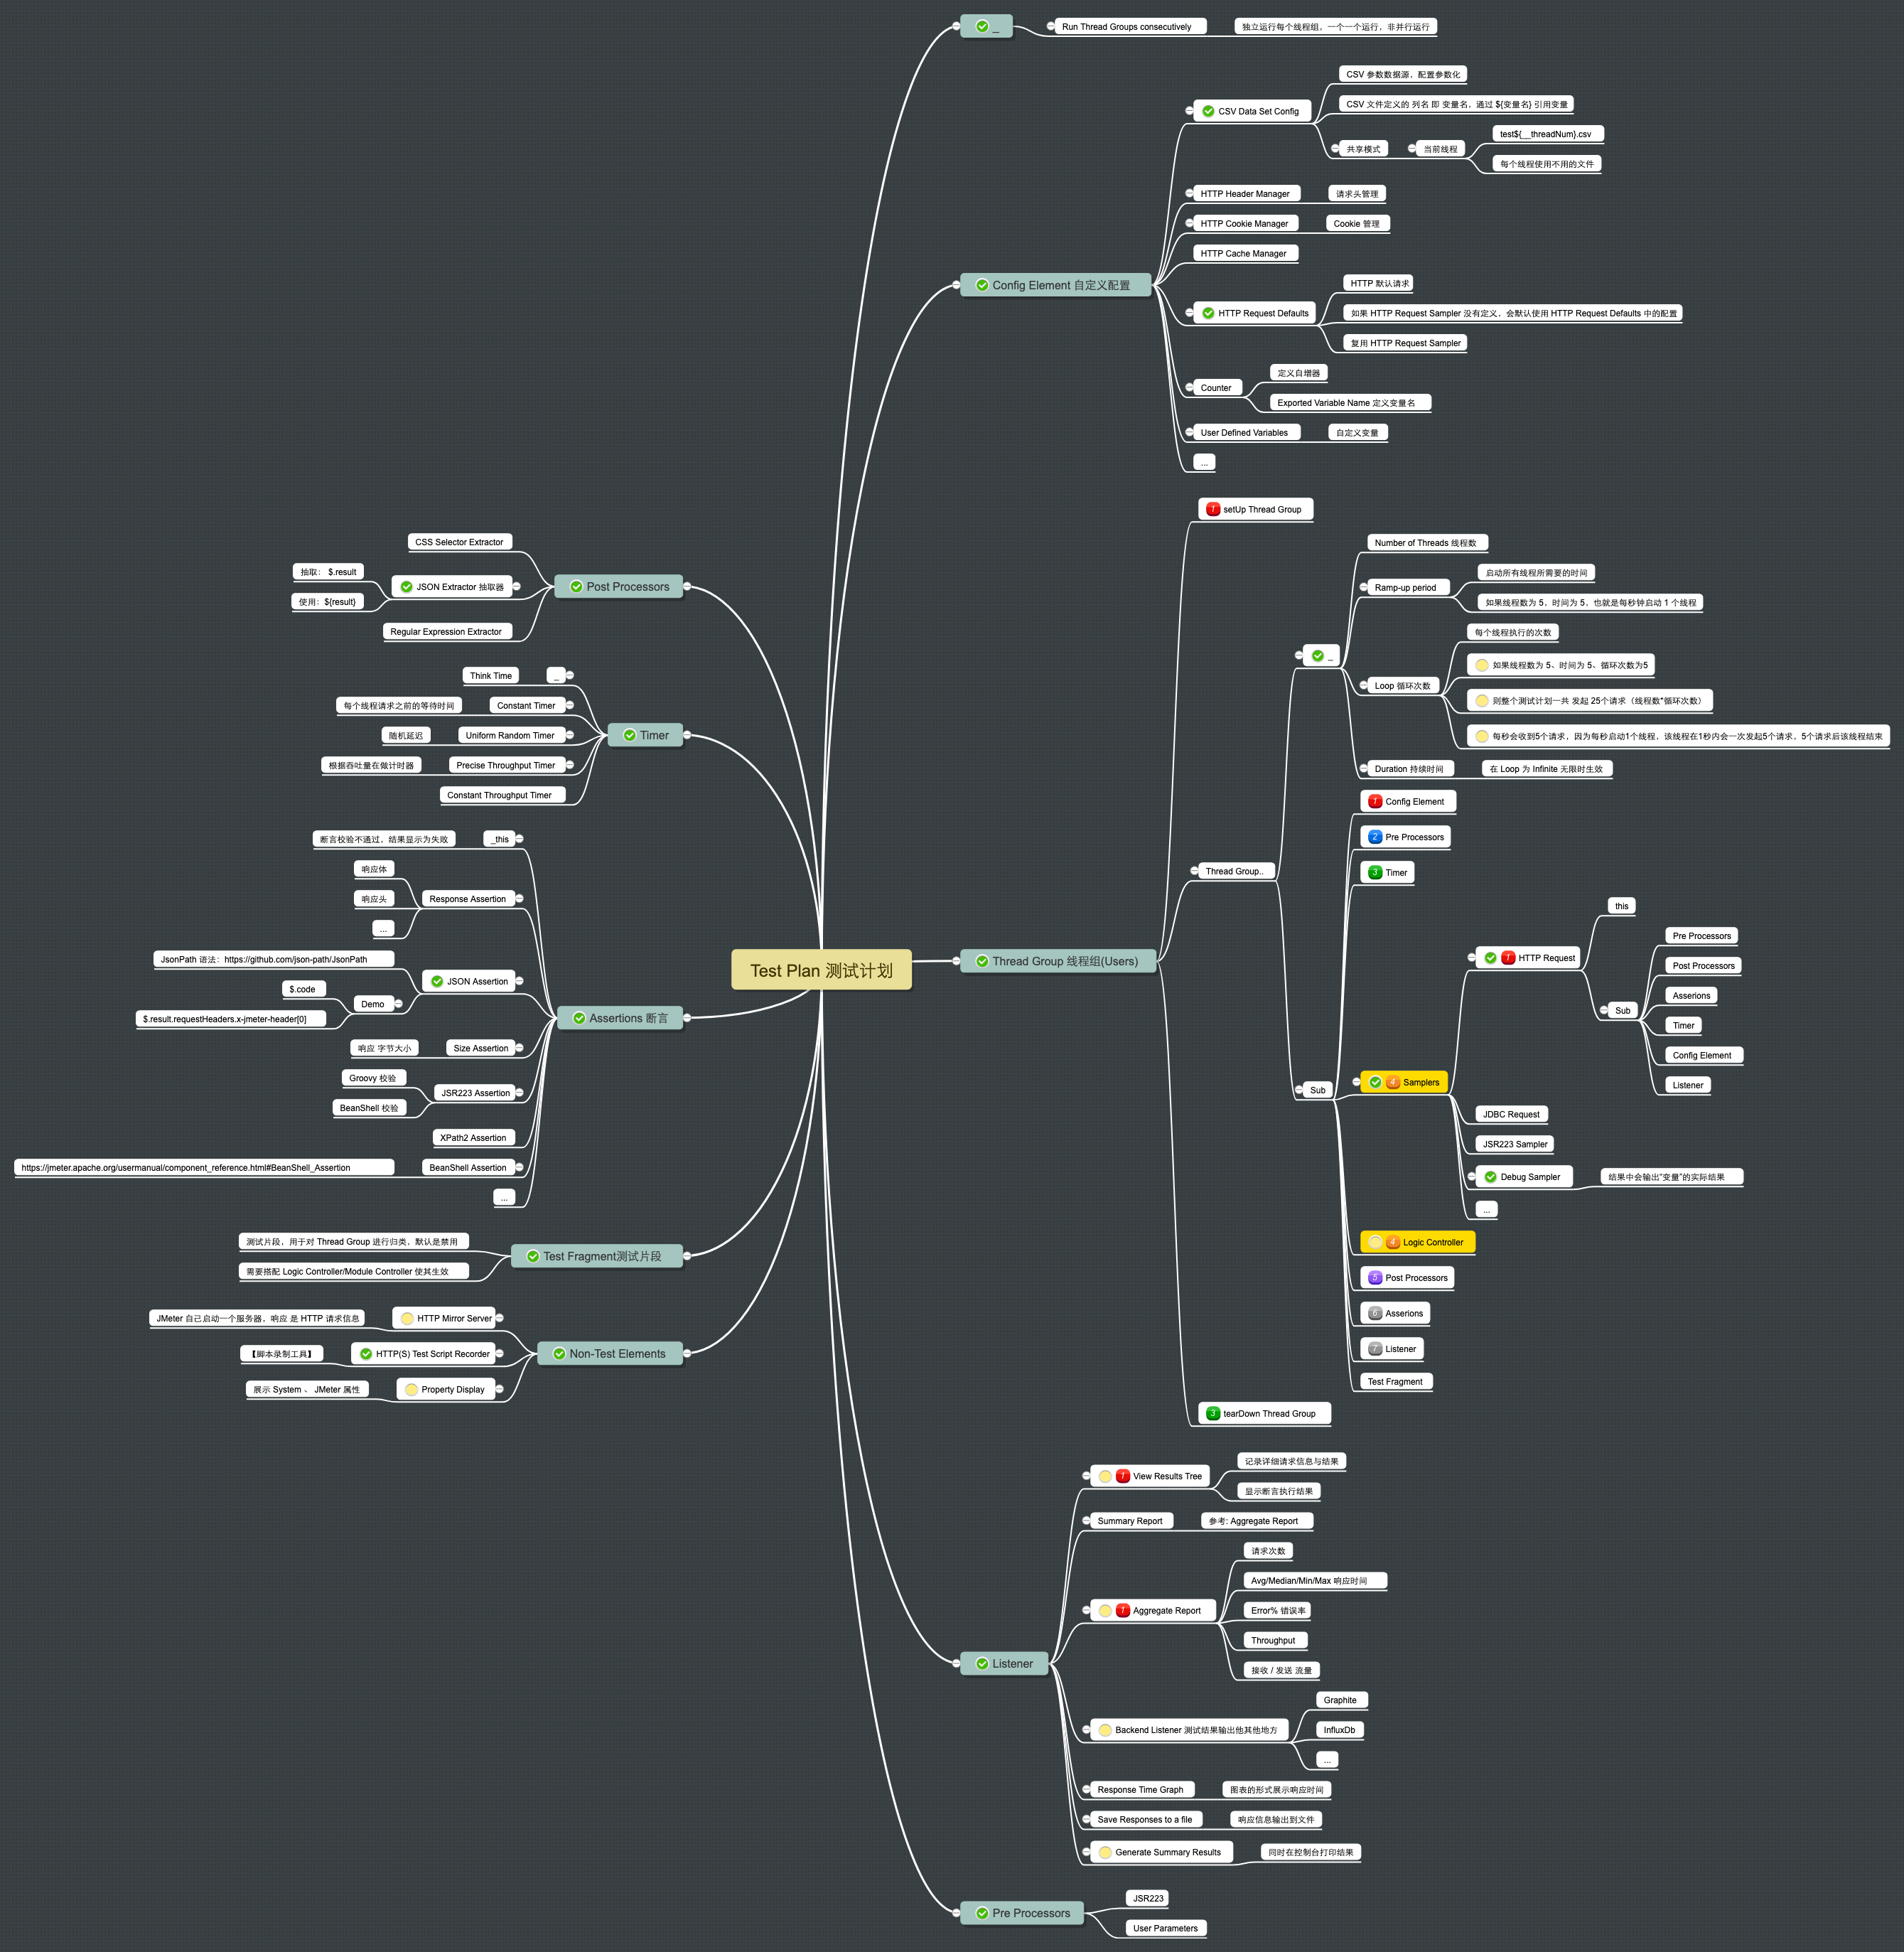 Test Plan 测试计划
_
Run Thread Groups consecutively
独立运行每个线程组，一个一个运行，非并行运行
Config Element 自定义配置
CSV Data Set Config
CSV 参数数据源，配置参数化
CSV 文件定义的 列名 即 变量名，通过 ${变量名} 引用变量
共享模式
当前线程
test${__threadNum}.csv
每个线程使用不用的文件
HTTP Header Manager
请求头管理
HTTP Cookie Manager
Cookie 管理
HTTP Cache Manager
HTTP Request Defaults
HTTP 默认请求
如果 HTTP Request Sampler 没有定义，会默认使用 HTTP Request Defaults 中的配置
复用 HTTP Request Sampler
Counter
定义自增器
Exported Variable Name 定义变量名
User Defined Variables
自定义变量
...
Thread Group 线程组(Users)
1 setUp Thread Group
Thread Group..
_
Number of Threads 线程数
Ramp-up period
启动所有线程所需要的时间
如果线程数为 5，时间为 5，也就是每秒钟启动 1 个线程
Loop 循环次数
每个线程执行的次数
如果线程数为 5、时间为 5、循环次数为5
则整个测试计划一共 发起 25个请求（线程数*循环次数）
每秒会收到5个请求，因为每秒启动1个线程，该线程在1秒内会一次发起5个请求，5个请求后该线程结束
Duration 持续时间
在 Loop 为 Infinite 无限时生效
Sub
1 Config Element
2 Pre Processors
3 Timer
4 Samplers
1 HTTP Request
this
Sub
Pre Processors
Post Processors
Asserions
Timer
Config Element
Listener
JDBC Request
JSR223 Sampler
Debug Sampler
结果中会输出“变量”的实际结果
...
4 Logic Controller
5 Post Processors
6 Asserions
7 Listener
Test Fragment
3 tearDown Thread Group
Listener
1 View Results Tree
记录详细请求信息与结果
显示断言执行结果
Summary Report
参考: Aggregate Report
1 Aggregate Report
请求次数
Avg/Median/Min/Max 响应时间
Error% 错误率
Throughput
接收 / 发送 流量
Backend Listener 测试结果输出他其他地方
Graphite
InfluxDb
...
Response Time Graph
图表的形式展示响应时间
Save Responses to a file
响应信息输出到文件
Generate Summary Results
同时在控制台打印结果
Pre Processors
JSR223
User Parameters
Post Processors
CSS Selector Extractor
JSON Extractor 抽取器
抽取： $.result
使用：${result}
Regular Expression Extractor
Timer
_
Think Time
Constant Timer
每个线程请求之前的等待时间
Uniform Random Timer
随机延迟
Precise Throughput Timer
根据吞吐量在做计时器
Constant Throughput Timer
Assertions 断言
_this
断言校验不通过，结果显示为失败
Response Assertion
响应体
响应头
...
JSON Assertion
JsonPath 语法：https://github.com/json-path/JsonPath
Demo
$.code
$.result.requestHeaders.x-jmeter-header[0]
Size Assertion
响应 字节大小
JSR223 Assertion
Groovy 校验
BeanShell 校验
XPath2 Assertion
BeanShell Assertion
https://jmeter.apache.org/usermanual/component_reference.html#BeanShell_Assertion
...
Test Fragment测试片段
测试片段，用于对 Thread Group 进行归类，默认是禁用
需要搭配 Logic Controller/Module Controller 使其生效
Non-Test Elements
HTTP Mirror Server
JMeter 自己启动一个服务器，响应 是 HTTP 请求信息
HTTP(S) Test Script Recorder
【脚本录制工具】
Property Display
展示 System 、 JMeter 属性